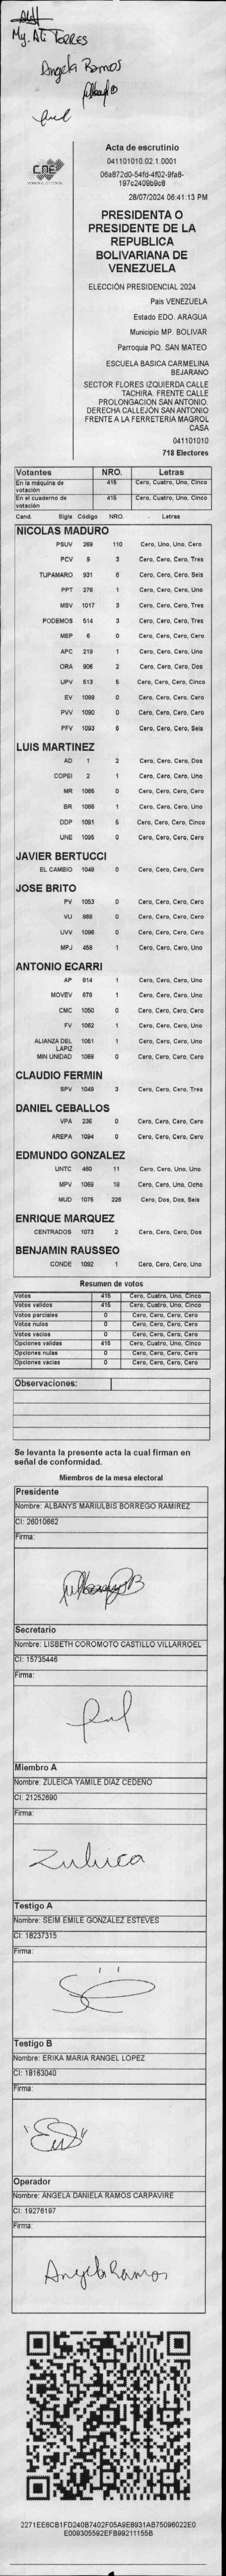 My. Ali TORRES
Angela Ramos
CNE
Acta de escrutinio
041101010.02.1.0001
06a872d0-54fd-4f02-9fa8-
197c2409b9c8
28/07/2024 06:41:13 PM
PRESIDENTA O
PRESIDENTE DE LA
REPUBLICA
BOLIVARIANA DE
VENEZUELA
ELECCIÓN PRESIDENCIAL 2024
País VENEZUELA
Estado EDO. ARAGUA
Municipio MP. BOLIVAR
Parroquia PQ. SAN MATEO
ESCUELA BASICA CARMELINA
BEJARANO
SECTOR FLORES IZQUIERDA CALLE
TACHIRA. FRENTE CALLE
PROLONGACION SAN ANTONIO.
DERECHA CALLEJÓN SAN ANTONIO
FRENTE A LA FERRETERIA MAGROL
CASA
041101010
718 Electores
Votantes NRO. Letras
En la máquina de votación 415 Cero, Cuatro, Uno, Cinco
En el cuaderno de votación 415 Cero, Cuatro, Uno, Cinco
Cand. Sigla Código NRO. Letras
NICOLAS MADURO
PSUV 269 110 Cero, Uno, Uno, Cero
PCV 9 3 Cero, Cero, Cero, Tres
TUPAMARO 931 6 Cero, Cero, Cero, Seis
PPT 276 1 Cero, Cero, Cero, Uno
MSV 1017 3 Cero, Cero, Cero, Tres
PODEMOS 514 3 Cero, Cero, Cero, Tres
MEP 6 0 Cero, Cero, Cero, Cero
APC 219 1 Cero, Cero, Cero, Uno
ORA 908 2 Cero, Cero, Cero, Dos
UPV 513 5 Cero, Cero, Cero, Cinco
EV 1089 0 Cero, Cero, Cero, Cero
PVV 1090 0 Cero, Cero, Cero, Cero
PFV 1093 6 Cero, Cero, Cero, Seis
LUIS MARTINEZ
AD 1 2 Cero, Cero, Cero, Dos
COPEI 2 1 Cero, Cero, Cero, Uno
MR 1065 0 Cero, Cero, Cero, Cero
BR 1066 1 Cero, Cero, Cero, Uno
DDP 1091 5 Cero, Cero, Cero, Cinco
UNE 1095 0 Cero, Cero, Cero, Cero
JAVIER BERTUCCI
EL CAMBIO 1048 0 Cero, Cero, Cero, Cero
JOSE BRITO
PV 1053 0 Cero, Cero, Cero, Cero
VU 868 0 Cero, Cero, Cero, Cero
UVV 1096 0 Cero, Cero, Cero, Cero
MPJ 458 1 Cero, Cero, Cero, Uno
ANTONIO ECARRI
AP 814 1 Cero, Cero, Cero, Uno
MOVEV 678 1 Cero, Cero, Cero, Uno
CMC 1050 0 Cero, Cero, Cero, Cero
FV 1062 1 Cero, Cero, Cero, Uno
ALIANZA DEL LAPIZ 1051 1 Cero, Cero, Cero, Uno
MIN UNIDAD 1068 0 Cero, Cero, Cero, Cero
CLAUDIO FERMIN
SPV 1049 3 Cero, Cero, Cero, Tres
DANIEL CEBALLOS
VPA 236 0 Cero, Cero, Cero, Cero
AREPA 1094 0 Cero, Cero, Cero, Cero
EDMUNDO GONZALEZ
UNTC 460 11 Cero, Cero, Uno, Uno
MPV 1069 18 Cero, Cero, Uno, Ocho
MUD 1076 226 Cero, Dos, Dos, Seis
ENRIQUE MARQUEZ
CENTRADOS 1073 2 Cero, Cero, Cero, Dos
BENJAMIN RAUSSEO
CONDE 1092 1 Cero, Cero, Cero, Uno
Resumen de votos
Votos 415 Cero, Cuatro, Uno, Cinco
Votos validos 415 Cero, Cuatro, Uno, Cinco
Votos parciales 0 Cero, Cero, Cero, Cero
Votos nulos 0 Cero, Cero, Cero, Cero
Votos vacios 0 Cero, Cero, Cero, Cero
Opciones validas 415 Cero, Cuatro, Uno, Cinco
Opciones nulas 0 Cero, Cero, Cero, Cero
Opciones vacias 0 Cero, Cero, Cero, Cero
Observaciones:
Se levanta la presente acta la cual firman en
señal de conformidad.
Miembros de la mesa electoral
Presidente
Nombre: ALBANYS MARIULBIS BORREGO RAMIREZ
CI: 26010662
Firma:
Secretario
Nombre: LISBETH COROMOTO CASTILLO VILLARROEL
CI: 15735446
Firma:
Miembro A
Nombre: ZULEICA YAMILE DIAZ CEDEÑO
CI: 21252690
Firma:
Zuleica
Testigo A
Nombre: SEIM EMILE GONZALEZ ESTEVES
CI: 18237315
Firma:
Testigo B
Nombre: ERIKA MARIA RANGEL LOPEZ
CI: 18163040
Firma:
Operador
Nombre: ANGELA DANIELA RAMOS CARPAVIRE
CI: 19276197
Firma:
Angela Ramos
2271EE6CB1FD240B7402F05A9EB931AB75096022E0
E009305592EFB99211155B